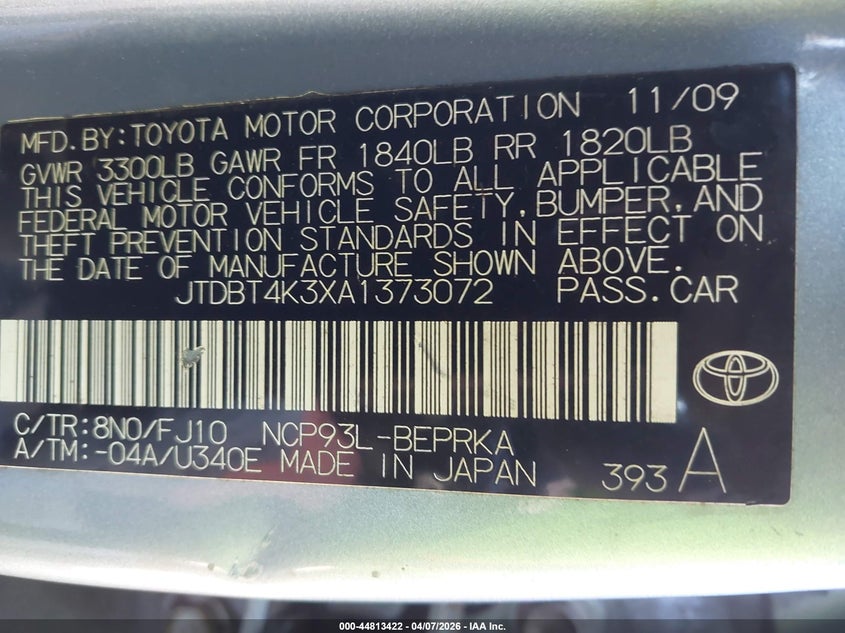 MFD.BY:TOYOTA MOTOR CORPORATION 11/09
GVWR 3300LB GAWR FR 1840LB RR 1820LB
THIS VEHICLE CONFORMS TO ALL APPLICABLE
FEDERAL MOTOR VEHICLE SAFETY,BUMPER,AND
THEFT PREVENTION STANDARDS IN EFFECT ON
THE DATE OF MANUFACTURE SHOWN ABOVE.
JTDBT4K3XA1373072 PASS.CAR
C/TR:8N0/FJ10 NCP93L-BEPRKA
A/TM:-04A/U340E MADE IN JAPAN 393 A
000-44813422 - 04/07/2026 - IAA Inc.